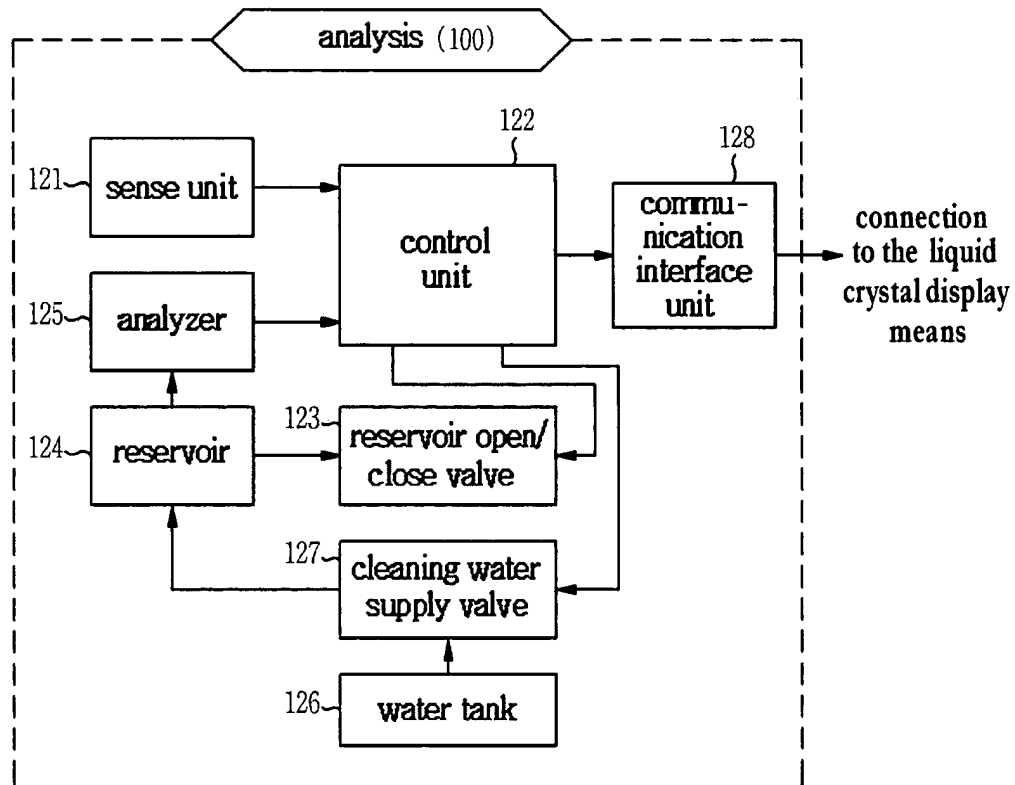 analysis (100)
122
128
121
sense unit
commu-
nication
interface
unit
control
unit
connection
to the liquid
crystal display
means
125
analyzer
124
reservoir
123
reservoir open/
close valve
127
cleaning water
supply valve
126
water tank